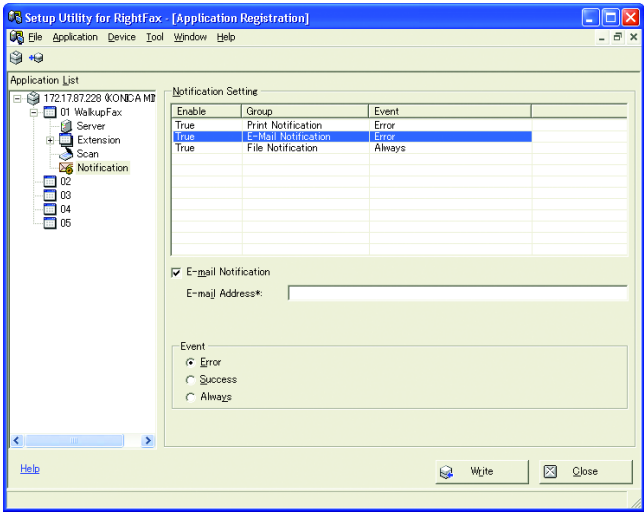 Setup Utility for RightFax - [Application Registration]
File Application Device Tool Window Help
Application List
172.17.87.228 (KONICA MI
01 WalkupFax
Server
Extension
Scan
Notification
02
03
04
05
Notification Setting
Enable Group Event
True Print Notification Error
True E-Mail Notification Error
True File Notification Always
E-mail Notification
E-mail Address*:
Event
Error
Success
Always
Help
Write
Close